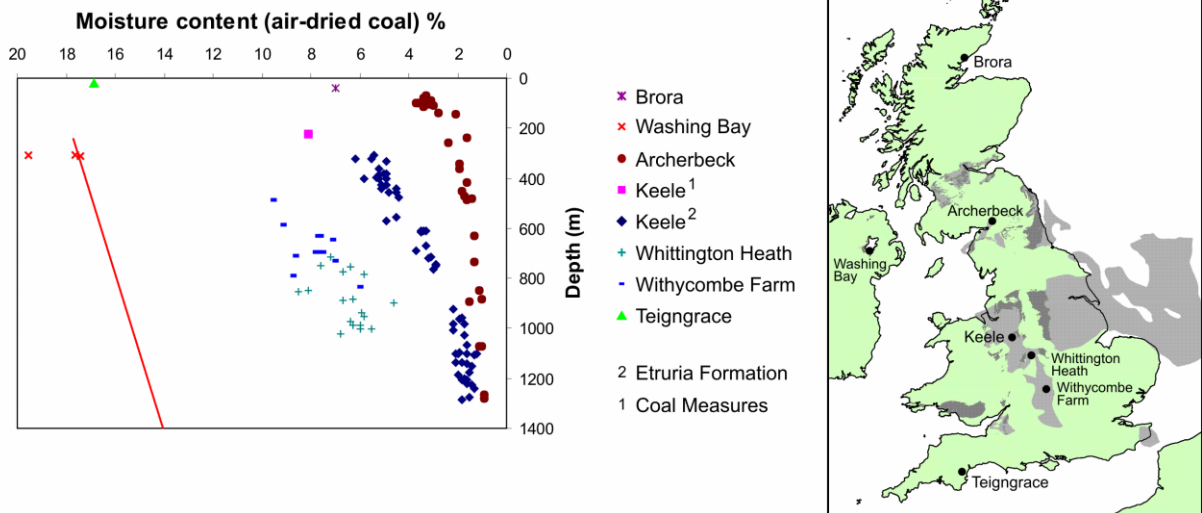 Moisture content (air-dried coal) %
20 18 16 14 12 10 8 6 4 2 0
0
200
400
600
800
1000
1200
1400
Depth (m)
Brora
Washing Bay
Archerbeck
Keele1
Keele2
Whittington Heath
Withycombe Farm
Teigngrace
2 Etruria Formation
1 Coal Measures
Brora
Archerbeck
Washing
Bay
Keele
Whittington
Heath
Withycombe
Farm
Teigngrace